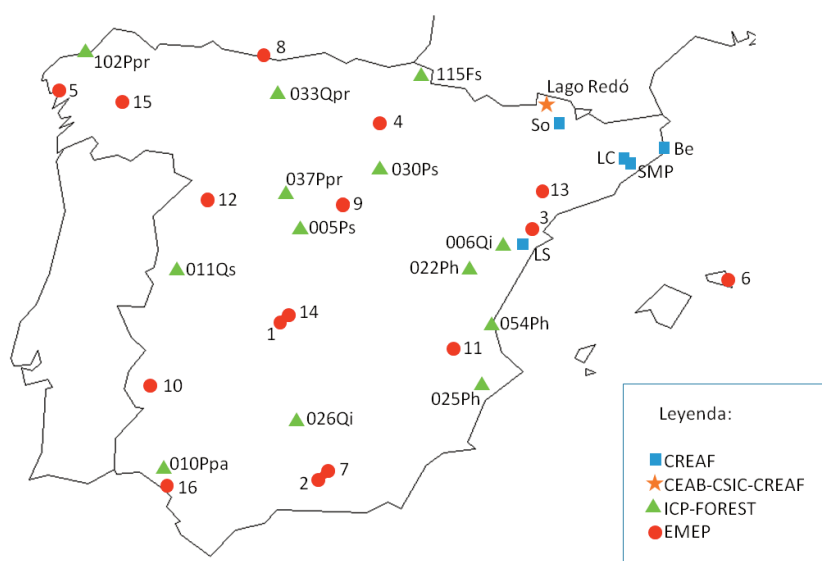 8
102Ppr
115Fs
Lago Redó
5
15
033Qpr
4
So
Be
LC
SMP
030Ps
037Ppr
12
9
13
005Ps
3
006Qi
LS
011Qs
022Ph
6
14
1
054Ph
11
10
025Ph
026Qi
010Ppa
16
2
7
Leyenda:
CREAF
CEAB-CSIC-CREAF
ICP-FOREST
EMEP